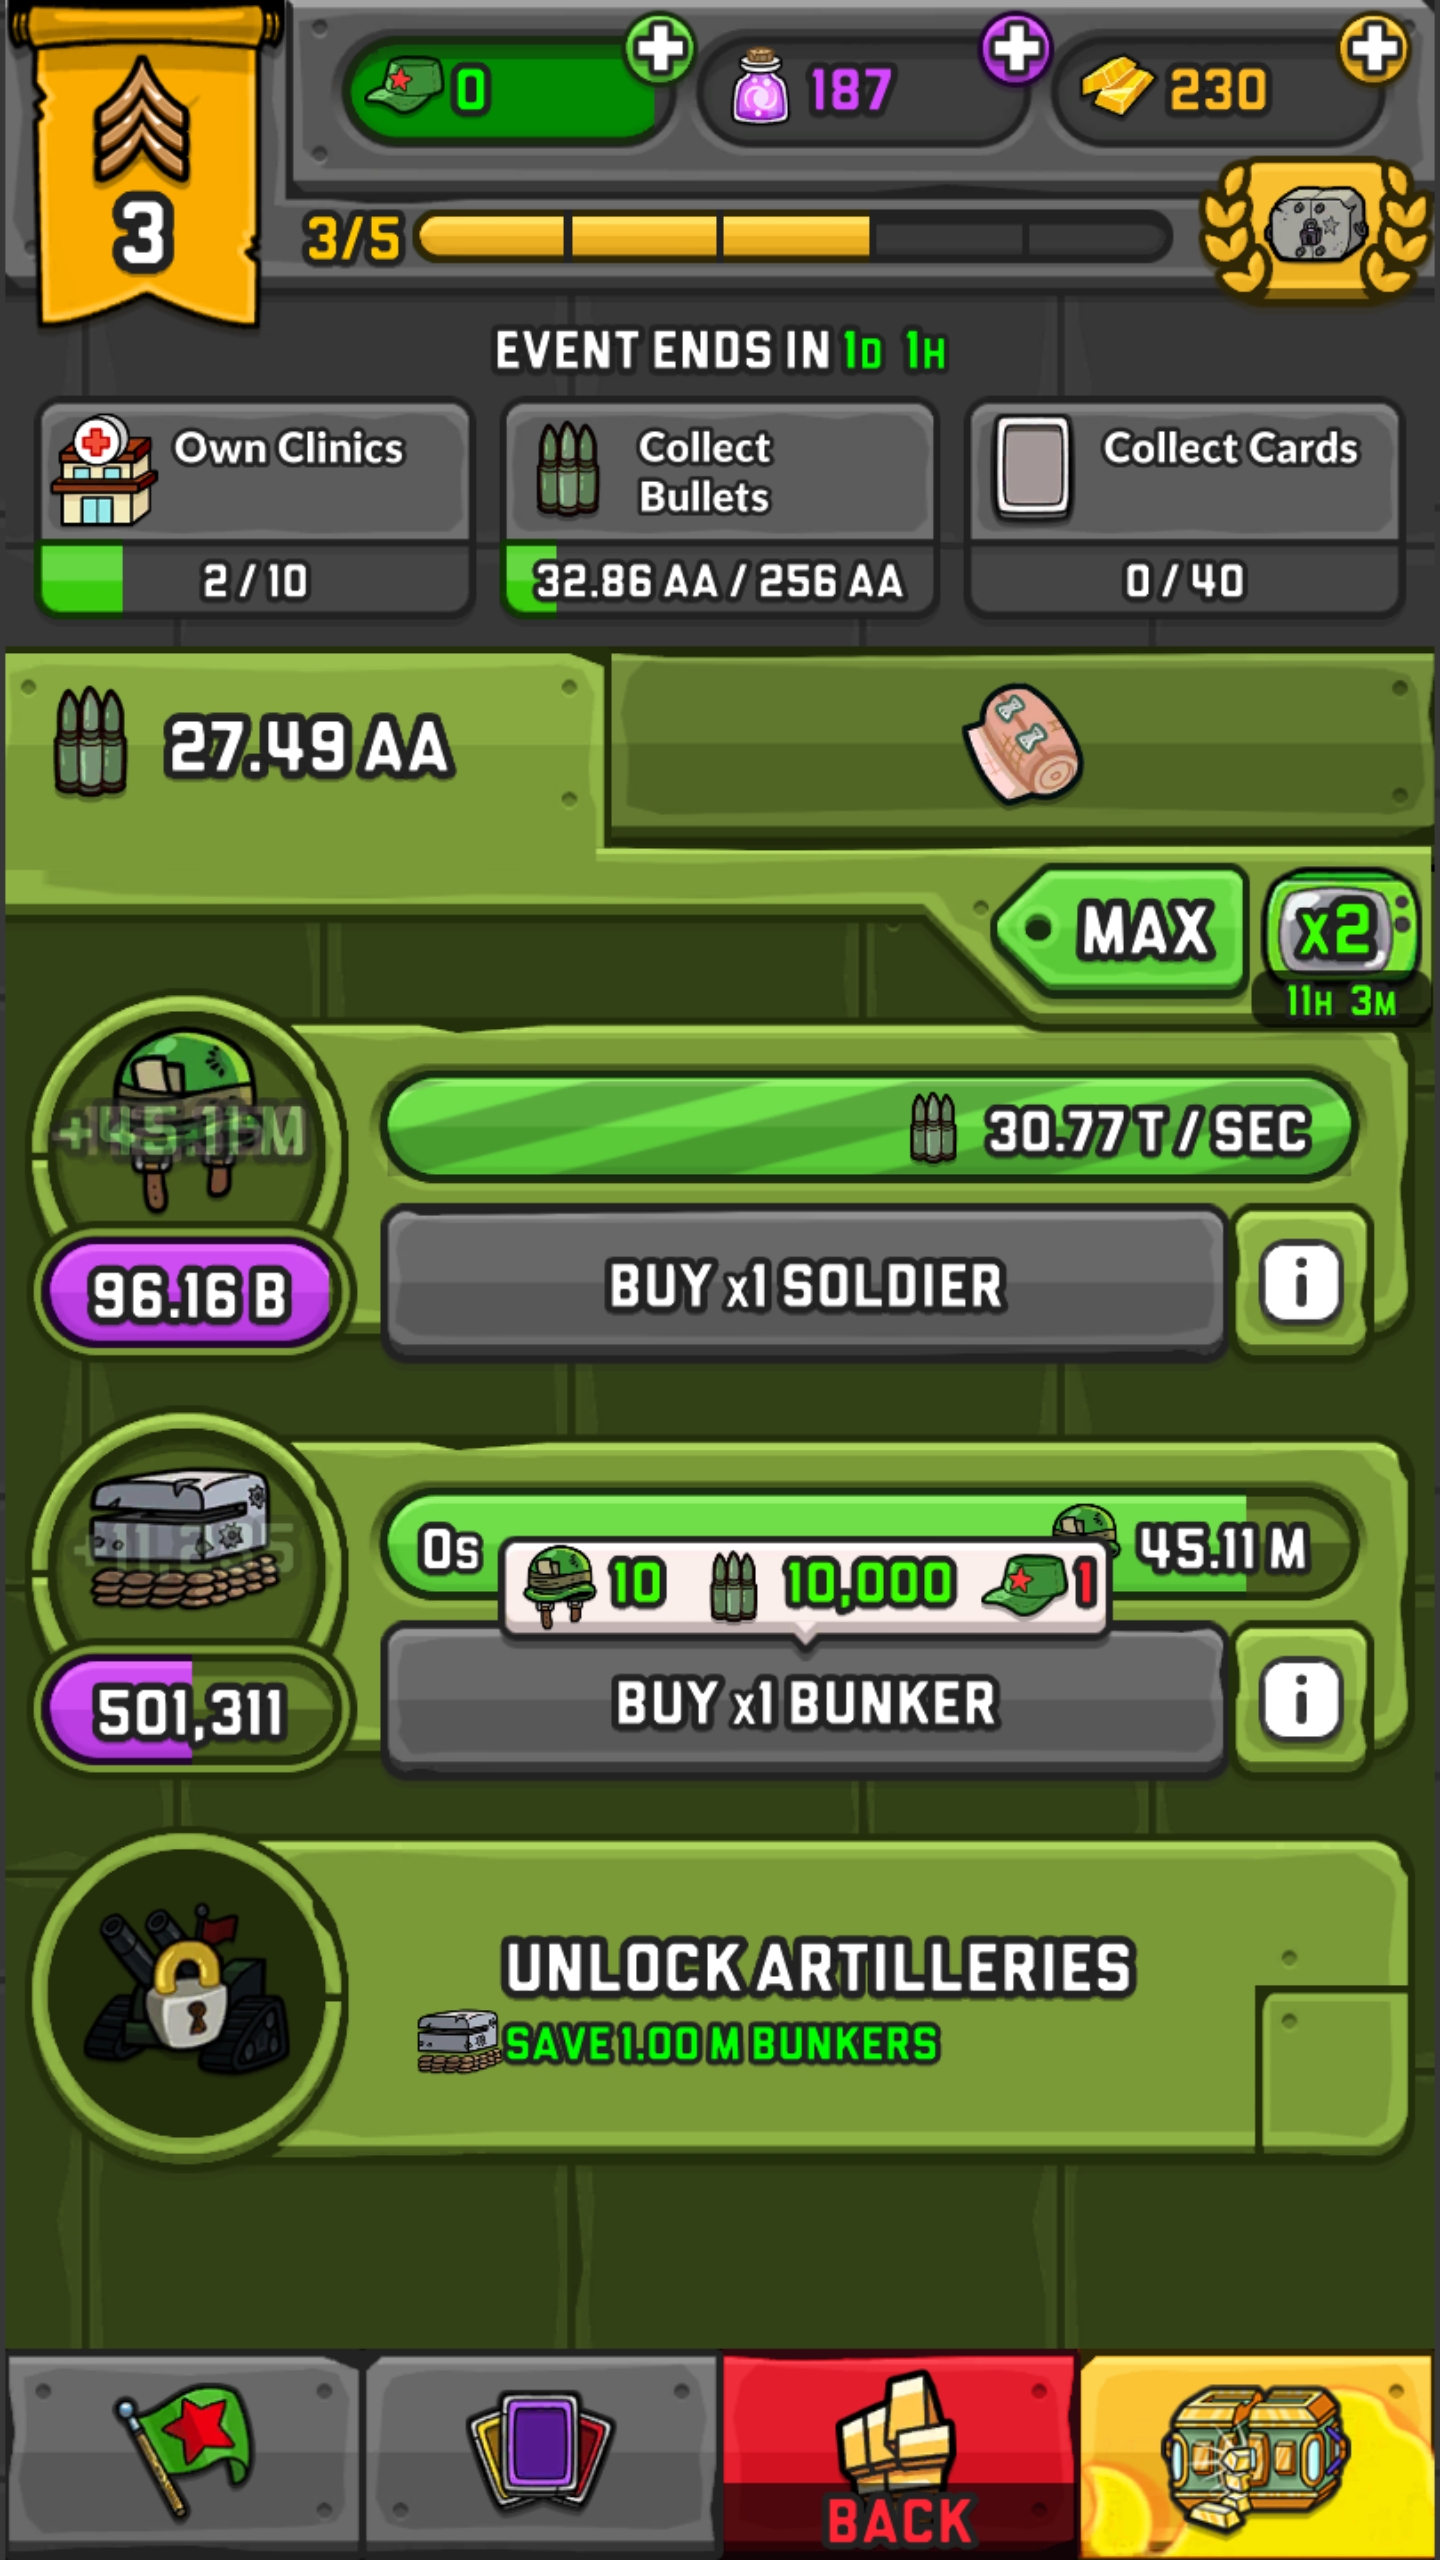 0
187
230
3
3/5
EVENT ENDS IN 1D 1H
Own Clinics
2 / 10
Collect
Bullets
32.86 AA / 256 AA
Collect Cards
0 / 40
27.49 AA
MAX
x2
11H 3M
+45.11 M
30.77 T / SEC
96.16 B
BUY x1 SOLDIER
i
0s
45.11 M
10
10,000
1
501,311
BUY x1 BUNKER
i
UNLOCK ARTILLERIES
SAVE 1.00 M BUNKERS
BACK